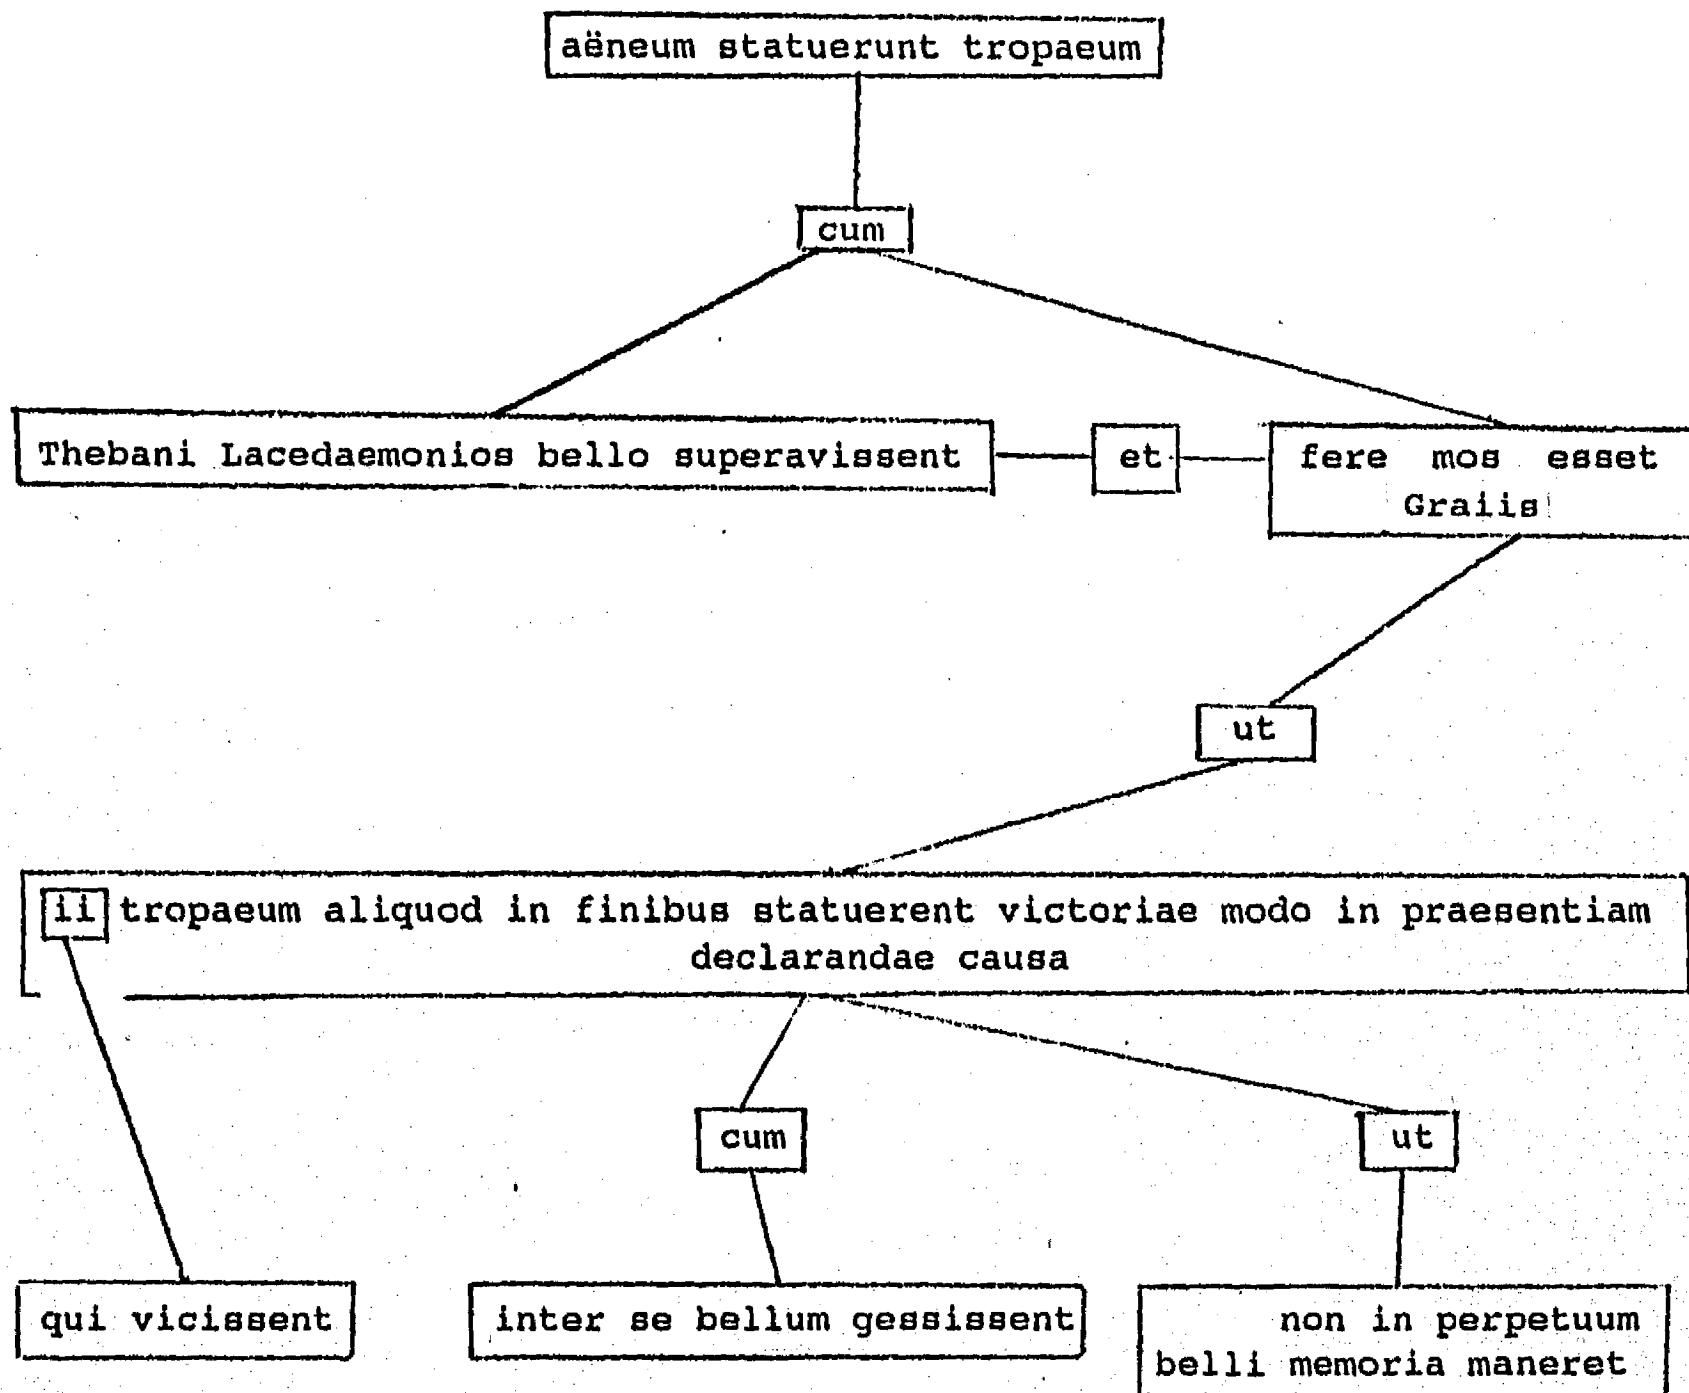 aëneum statuerunt tropaeum
cum
Thebani Lacedaemonios bello superavissent
et
fere mos esset
Graiis
ut
ii tropaeum aliquod in finibus statuerent victoriae modo in praesentiam
declarandae causa
cum
ut
qui vicissent
inter se bellum gessissent
non in perpetuum
belli memoria maneret